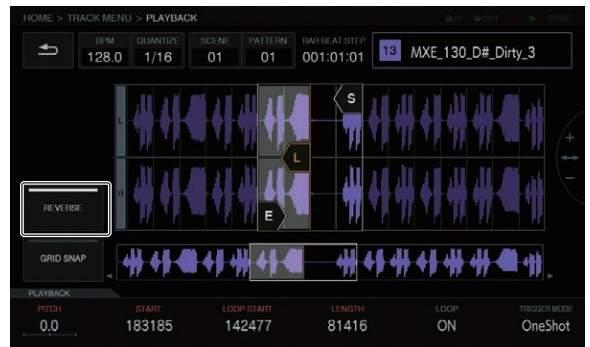 HOME > TRACK MENU > PLAYBACK
IN OUT SYNC
BPM QUANTIZE SCENE PATTERN BAR:BEAT:STEP
128.0 1/16 01 01 001:01:01 13 MXE_130_D#_Dirty_3
S
L
+
L
-
R
REVERSE
E
GRID SNAP
PLAYBACK
PITCH START LOOP START LENGTH LOOP TRIGGER MODE
0.0 183185 142477 81416 ON OneShot